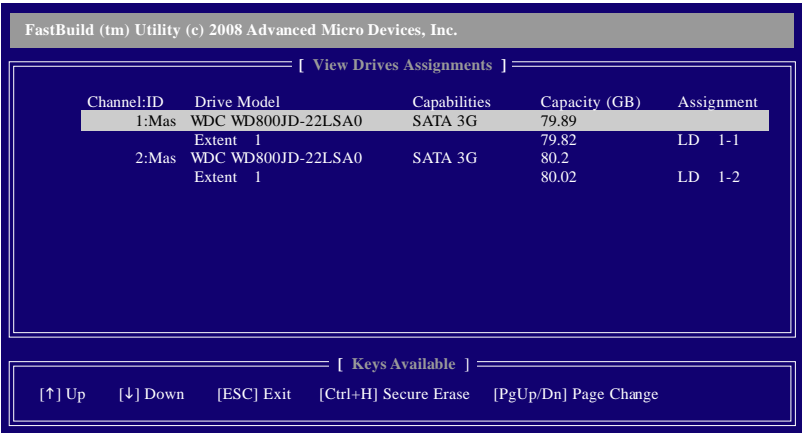 FastBuild (tm) Utility (c) 2008 Advanced Micro Devices, Inc.
[ View Drives Assignments ]
Channel:ID Drive Model Capabilities Capacity (GB) Assignment
1:Mas WDC WD800JD-22LSA0 SATA 3G 79.89
Extent 1 79.82 LD 1-1
2:Mas WDC WD800JD-22LSA0 SATA 3G 80.2
Extent 1 80.02 LD 1-2
[ Keys Available ]
[↑] Up [↓] Down [ESC] Exit [Ctrl+H] Secure Erase [PgUp/Dn] Page Change